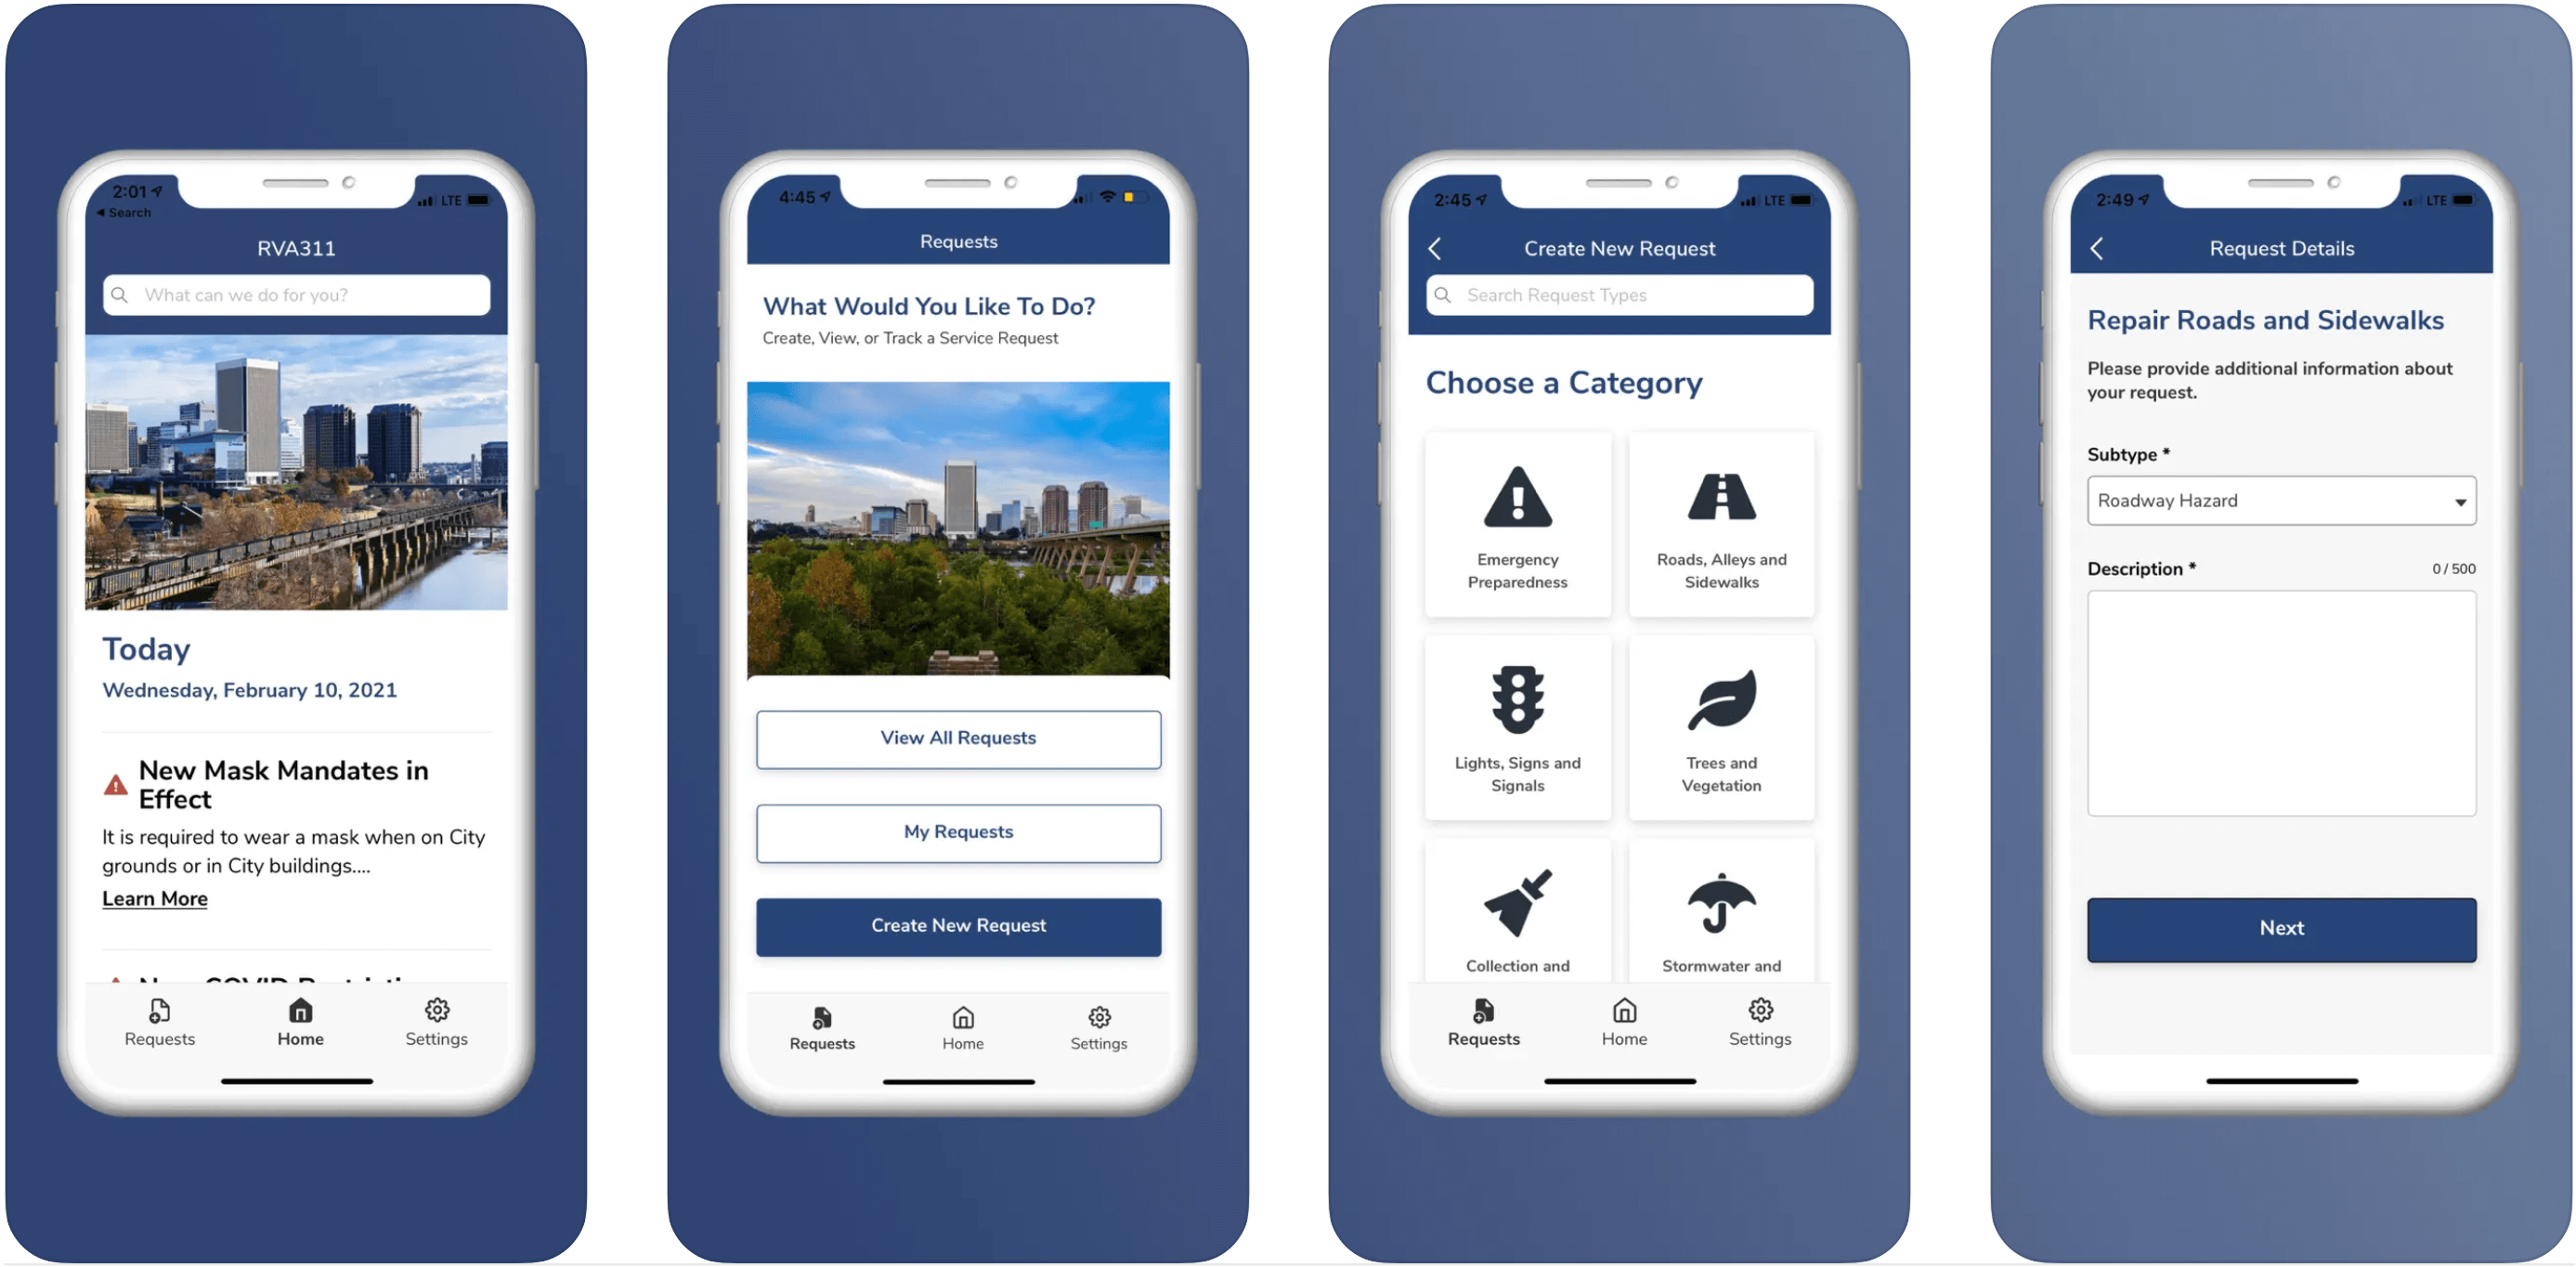 2:01
Search
LTE
RVA311
What can we do for you?
Today
Wednesday, February 10, 2021
New Mask Mandates in
Effect
It is required to wear a mask when on City
grounds or in City buildings....
Learn More
Requests
Home
Settings
4:45
Requests
What Would You Like To Do?
Create, View, or Track a Service Request
View All Requests
My Requests
Create New Request
Requests
Home
Settings
2:45
LTE
Create New Request
Search Request Types
Choose a Category
Emergency
Preparedness
Roads, Alleys and
Sidewalks
Lights, Signs and
Signals
Trees and
Vegetation
Collection and
Stormwater and
Requests
Home
Settings
2:49
LTE
Request Details
Repair Roads and Sidewalks
Please provide additional information about
your request.
Subtype *
Roadway Hazard
Description *
0 / 500
Next